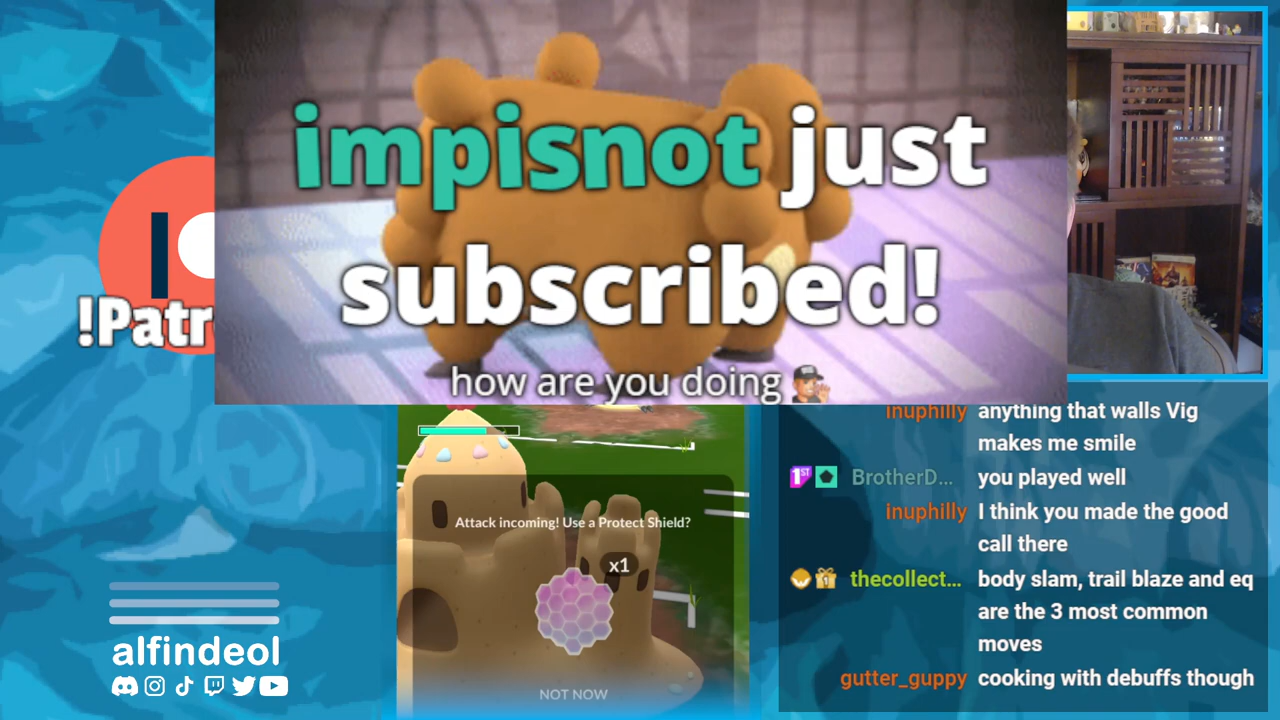 impisnot just
subscribed!
how are you doing
!Patr
Attack incoming! Use a Protect Shield?
x1
NOT NOW
alfindeol
inuphilly anything that walls Vig
makes me smile
1ST BrotherD... you played well
inuphilly I think you made the good
call there
thecollect... body slam, trail blaze and eq
are the 3 most common
moves
gutter_guppy cooking with debuffs though